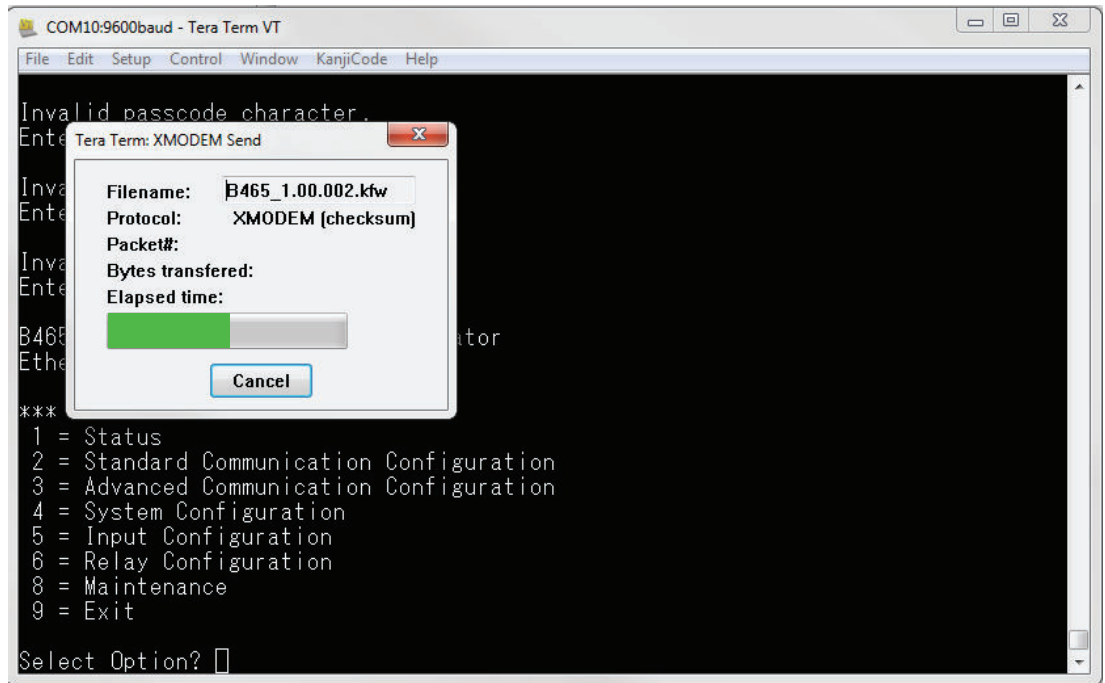 COM10:9600baud - Tera Term VT
File Edit Setup Control Window KanjiCode Help
Invalid passcode character.
Ente
Tera Term: XMODEM Send
Inva
Ente
Filename: B465_1.00.002.kfw
Protocol: XMODEM (checksum)
Packet#:
Inva
Bytes transfered:
Ente
Elapsed time:
B465 ator
Ethe
Cancel
***
1 = Status
2 = Standard Communication Configuration
3 = Advanced Communication Configuration
4 = System Configuration
5 = Input Configuration
6 = Relay Configuration
8 = Maintenance
9 = Exit
Select Option?